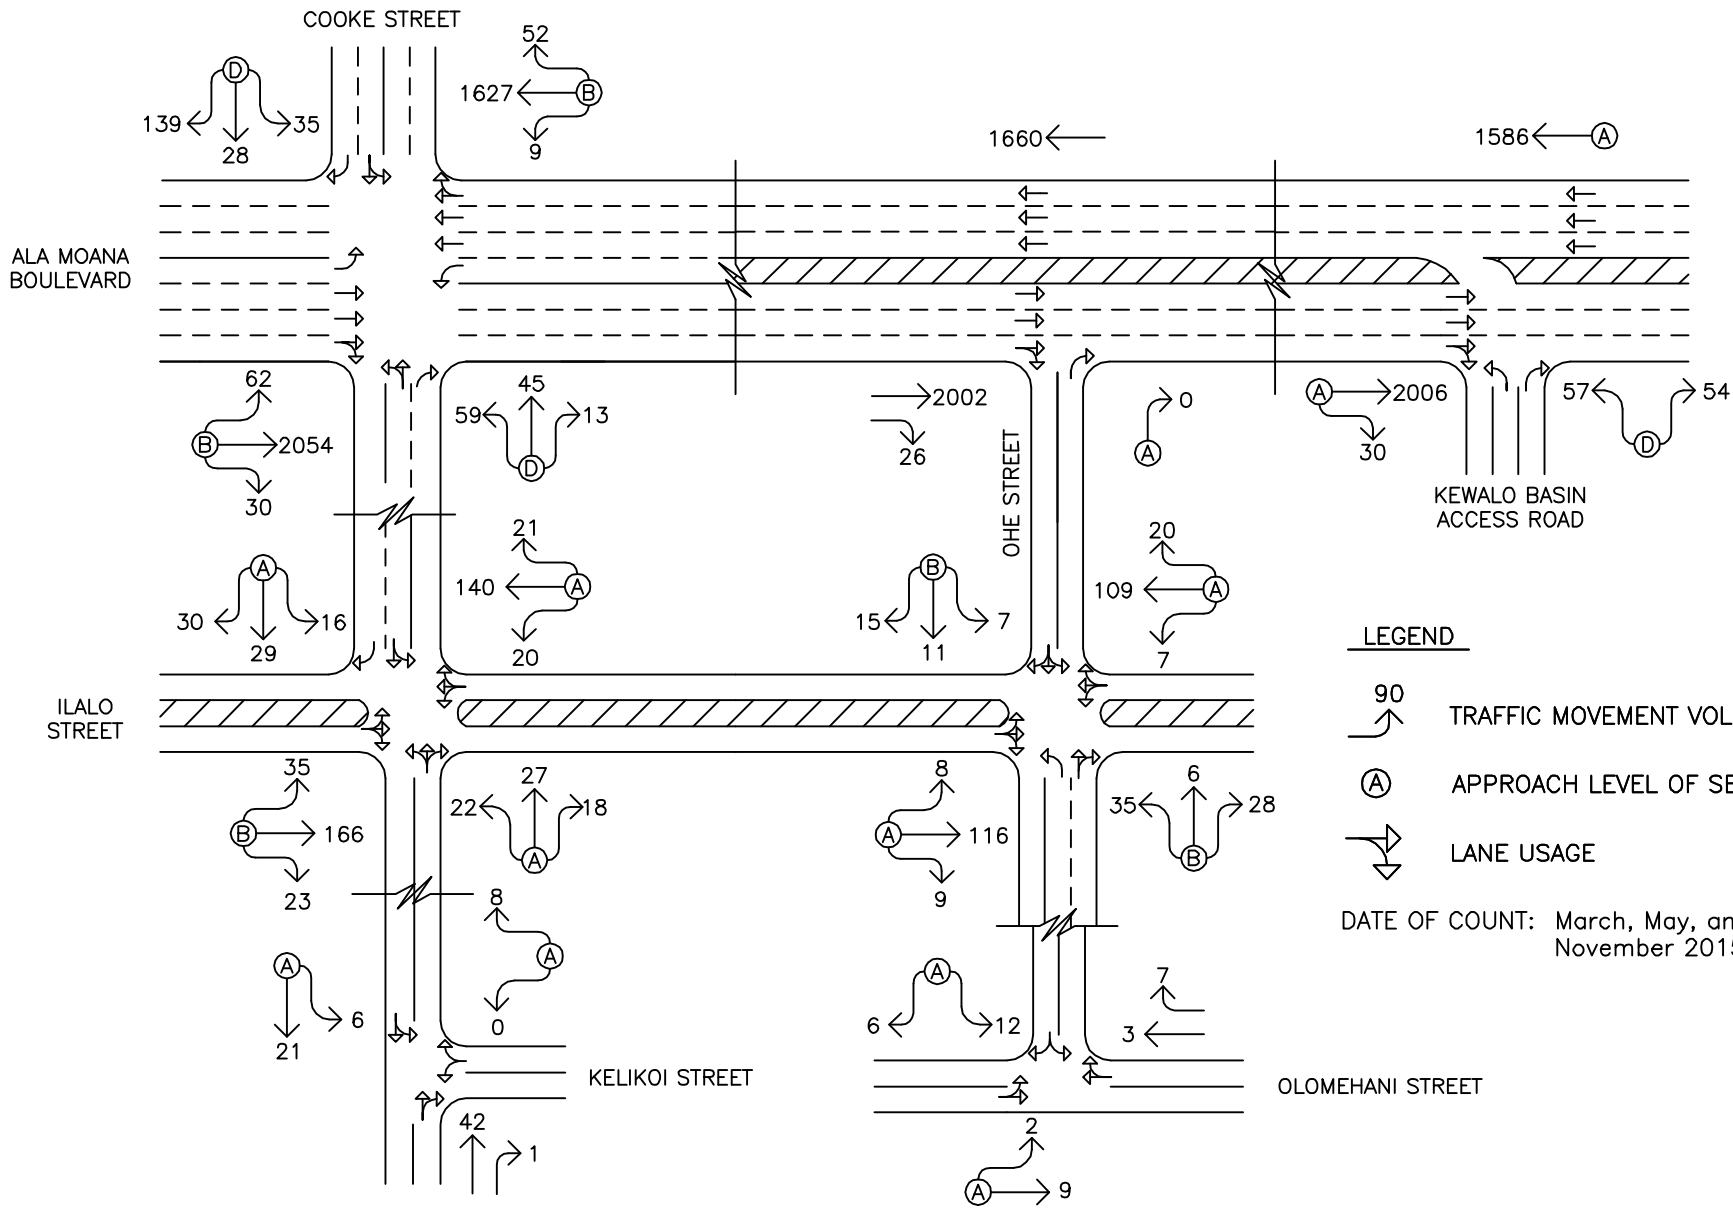 COOKE STREET
52
D
1627
B
139
35
28
9
1660
1586
A
ALA MOANA
BOULEVARD
62
B
2054
30
45
59
13
D
2002
26
OHE STREET
0
A
A
2006
30
57
54
D
KEWALO BASIN
ACCESS ROAD
A
30
16
29
21
140
A
20
B
15
7
11
20
109
A
7
LEGEND
90
TRAFFIC MOVEMENT VOL
A
APPROACH LEVEL OF SE
LANE USAGE
DATE OF COUNT: March, May, an
November 2015
ILALO
STREET
35
B
166
23
27
22
18
A
8
A
116
9
6
35
28
B
A
6
21
8
A
0
KELIKOI STREET
42
1
A
6
12
7
3
OLOMEHANI STREET
2
A
9